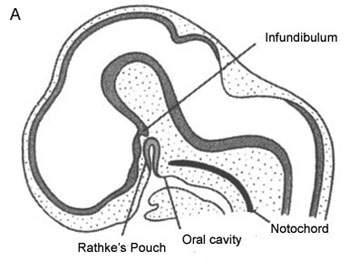 A
Infundibulum
Rathke's Pouch
Oral cavity
Notochord